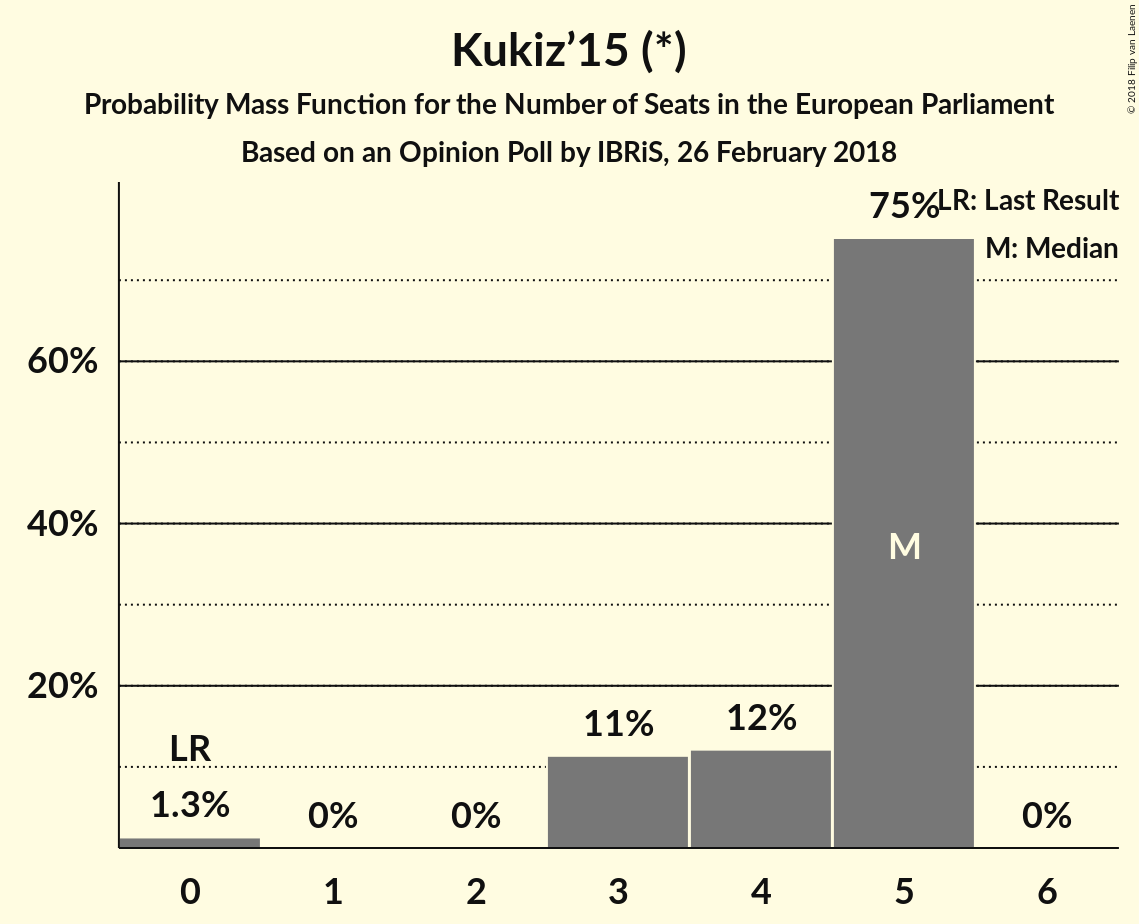 Kukiz’15 (*)
Probability Mass Function for the Number of Seats in the European Parliament
Based on an Opinion Poll by IBRiS, 26 February 2018
© 2018 Filip van Laenen
LR: Last Result
M: Median
75%
60%
40%
M
20%
12%
11%
LR
1.3%
0%
0%
0%
0 1 2 3 4 5 6